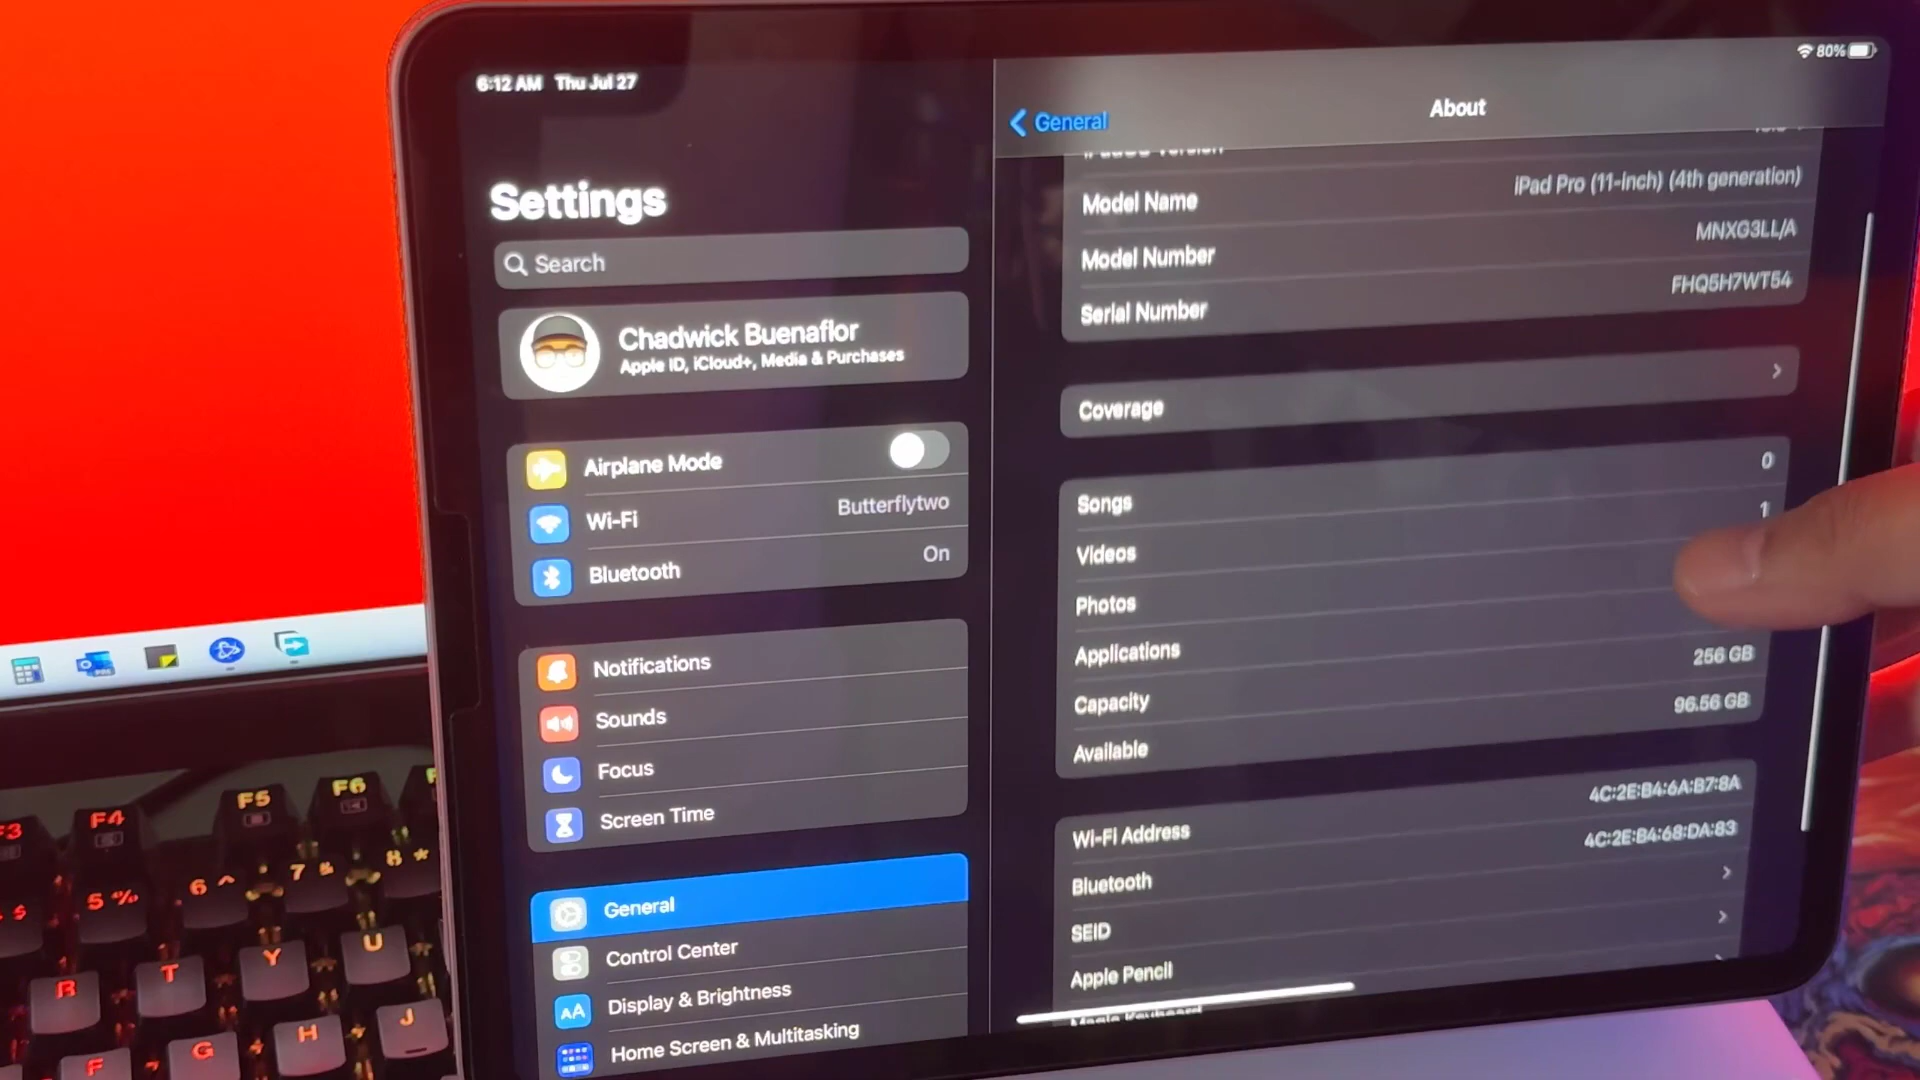 6:12 AM Thu Jul 27
80%
Settings
Search
Chadwick Buenaflor
Apple ID, iCloud+, Media & Purchases
Airplane Mode
Wi-Fi Butterflytwo
Bluetooth On
Notifications
Sounds
Focus
Screen Time
General
Control Center
AA Display & Brightness
Home Screen & Multitasking
General
About
Model Name iPad Pro (11-inch) (4th generation)
Model Number MNXG3LL/A
Serial Number FHQ5H7WT54
Coverage
Songs 0
Videos 1
Photos
Applications
Capacity 256 GB
Available 96.56 GB
Wi-Fi Address 4C:2E:B4:6A:B7:8A
Bluetooth 4C:2E:B4:68:DA:83
SEID
Apple Pencil
F3 F4 F5 F6
$ 5 % 6 ^ 7 & 8 *
R T Y U
F G H J